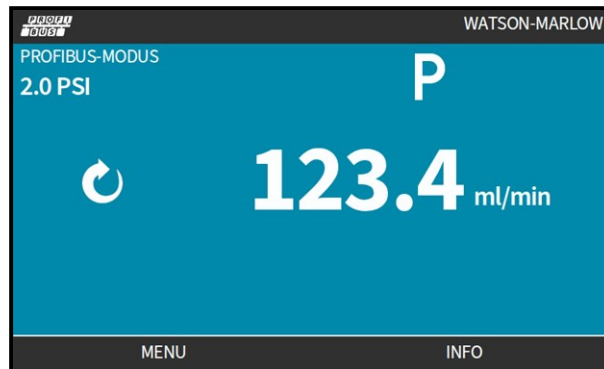 PROFI
BUS
WATSON-MARLOW
PROFIBUS-MODUS
2.0 PSI
P
123.4 ml/min
MENU
INFO